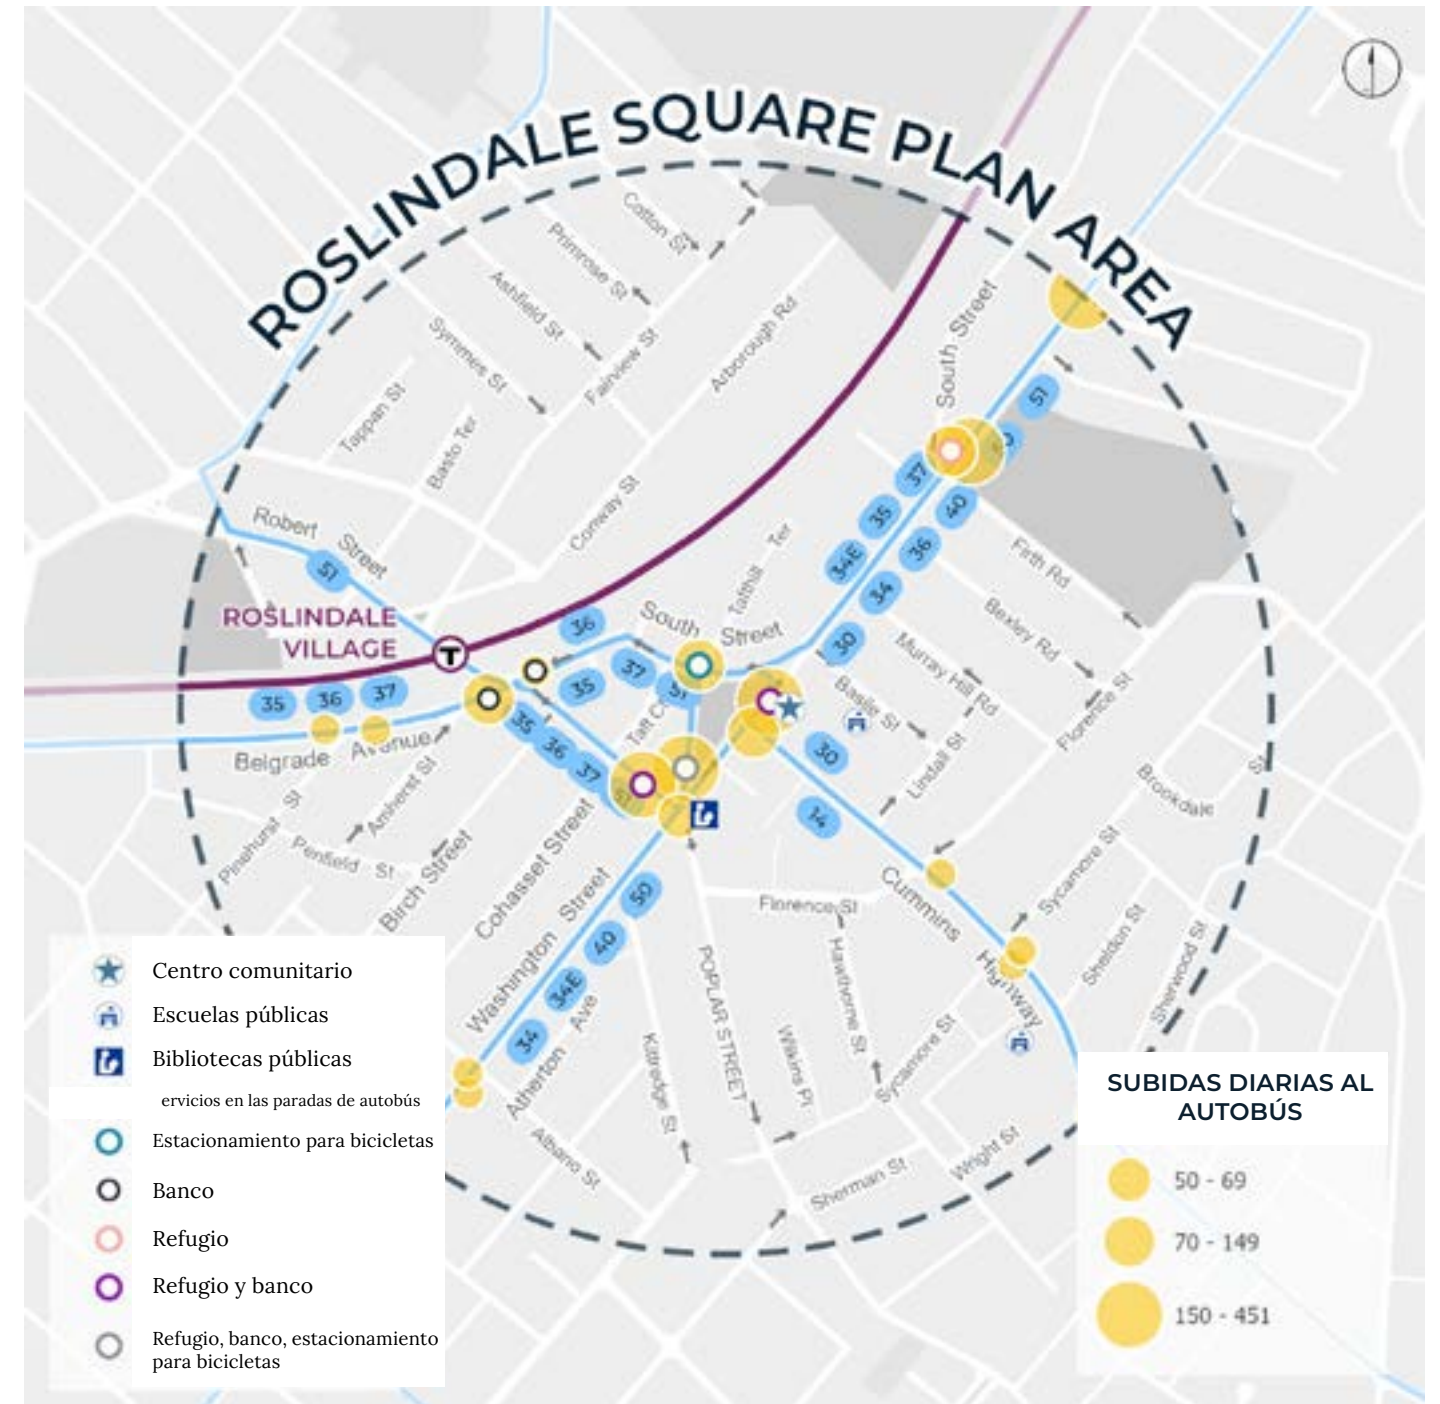 ROSLINDALE SQUARE PLAN AREA
Cotton St
Primrose St
Ashfield St
Symmes St
Fairview St
Arborough Rd
South Street
51
Tappan St
Basto Ter
37
40
35
Conway St
Robert Street
51
34E
36
Firth Rd
Tafthill Ter
34
Bexley Rd
ROSLINDALE
VILLAGE
T
36
South Street
30
Murray Hill Rd
37
35
51
35
36
37
Basile St
Florence St
Belgrade Avenue
35
36
37
51
30
Lindall St
Brookdale St
Amherst St
14
Pinehurst St
Penfield St
Birch Street
Cohasset Street
Sycamore St
Cummins Highway
50
Florence St
Washington Street
40
Sheldon St
Sherwood St
POPLAR STREET
Hawthorne St
34E
34
Atherton Ave
Kittredge St
Wilkins Pl
Sycamore St
Albano St
Wright St
Sherman St
Centro comunitario
Escuelas públicas
Bibliotecas públicas
ervicios en las paradas de autobús
Estacionamiento para bicicletas
Banco
Refugio
Refugio y banco
Refugio, banco, estacionamiento
para bicicletas
SUBIDAS DIARIAS AL
AUTOBÚS
50 - 69
70 - 149
150 - 451